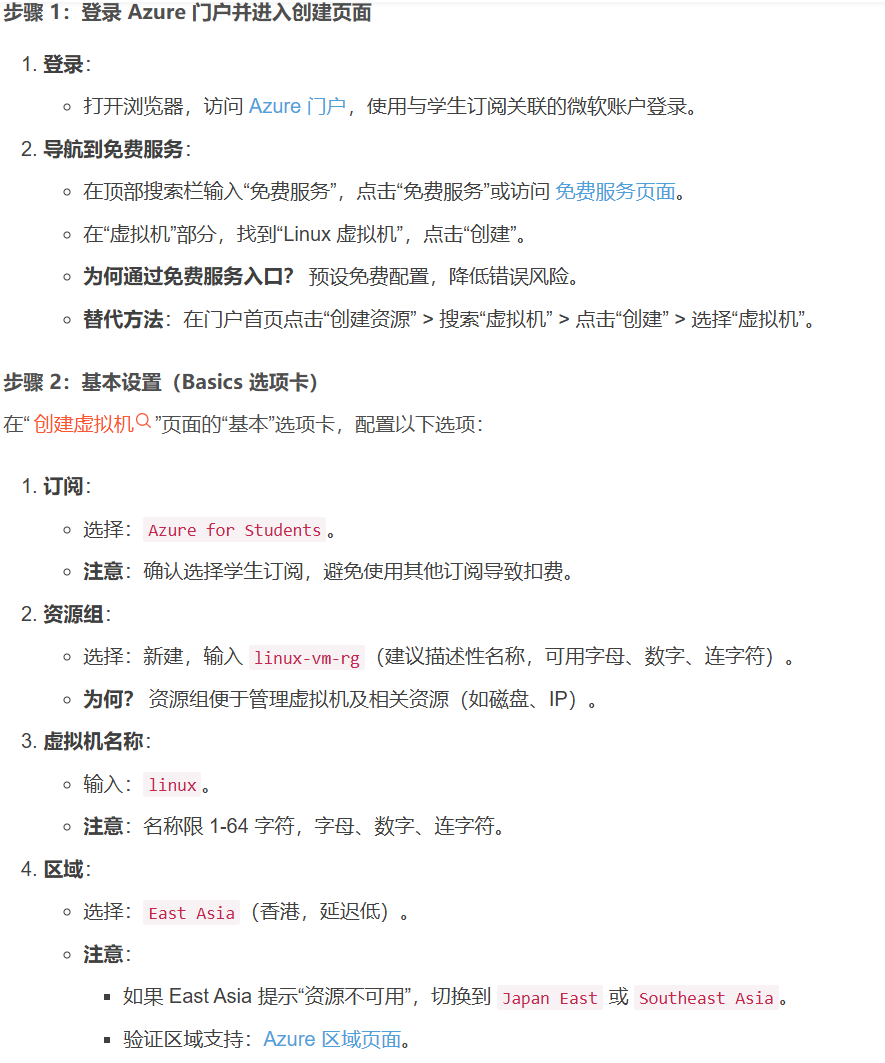 步骤 1：登录 Azure 门户并进入创建页面
1. 登录：
打开浏览器，访问 Azure 门户，使用与学生订阅关联的微软账户登录。
2. 导航到免费服务：
在顶部搜索栏输入“免费服务”，点击“免费服务”或访问 免费服务页面。
在“虚拟机”部分，找到“Linux 虚拟机”，点击“创建”。
为何通过免费服务入口？ 预设免费配置，降低错误风险。
替代方法：在门户首页点击“创建资源” > 搜索“虚拟机” > 点击“创建” > 选择“虚拟机”。
步骤 2：基本设置（Basics 选项卡）
在“创建虚拟机”页面的“基本”选项卡，配置以下选项：
1. 订阅：
选择：Azure for Students。
注意：确认选择学生订阅，避免使用其他订阅导致扣费。
2. 资源组：
选择：新建，输入 linux-vm-rg（建议描述性名称，可用字母、数字、连字符）。
为何？ 资源组便于管理虚拟机及相关资源（如磁盘、IP）。
3. 虚拟机名称：
输入：linux。
注意：名称限 1-64 字符，字母、数字、连字符。
4. 区域：
选择：East Asia（香港，延迟低）。
注意：
如果 East Asia 提示“资源不可用”，切换到 Japan East 或 Southeast Asia。
验证区域支持：Azure 区域页面。